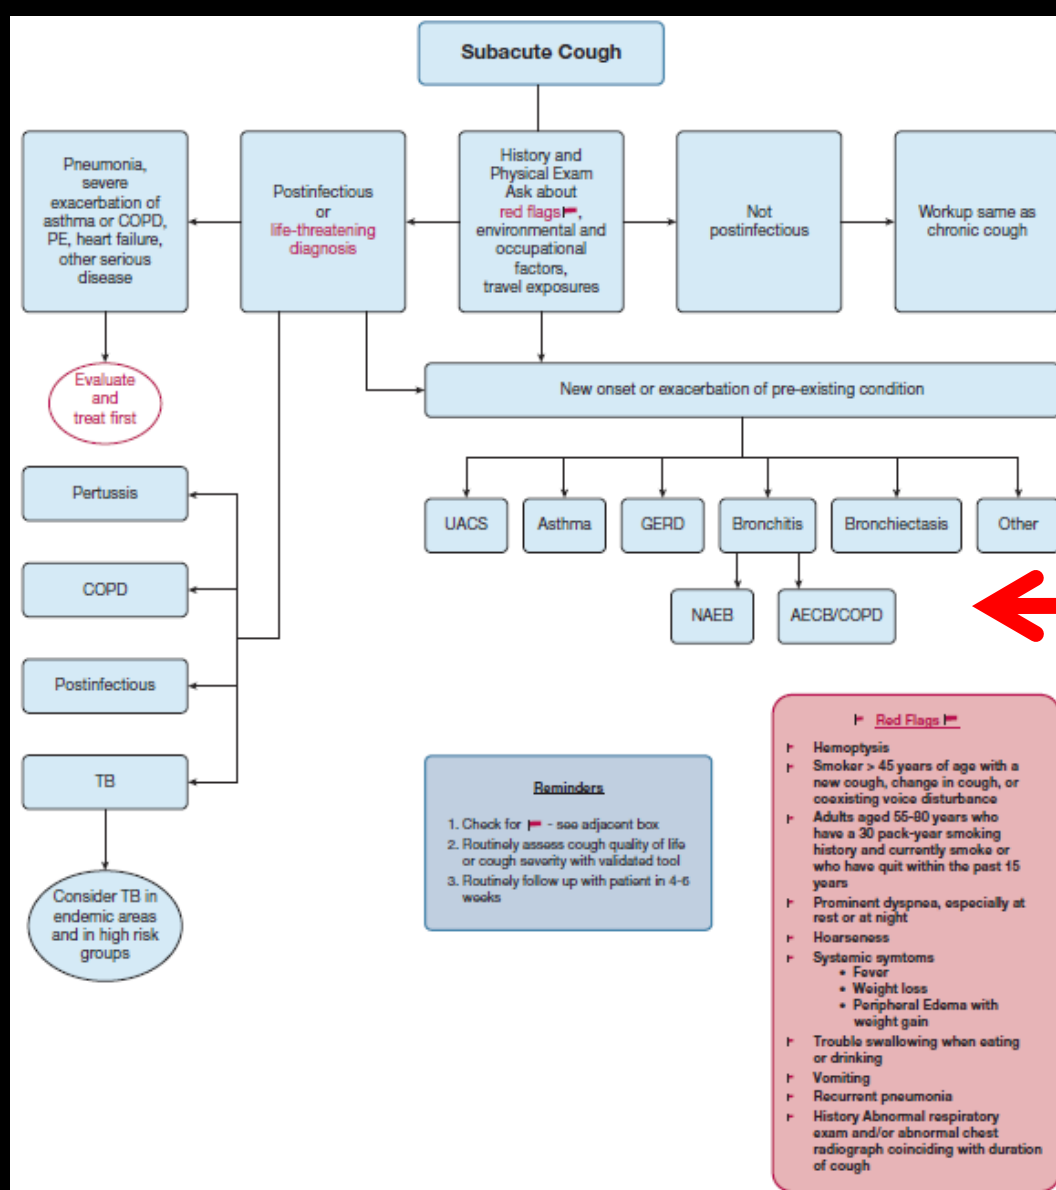 Subacute Cough
Pneumonia,
severe
exacerbation of
asthma or COPD,
PE, heart failure,
other serious
disease
Postinfectious
or
life-threatening
diagnosis
History and
Physical Exam
Ask about
red flags,
environmental and
occupational
factors,
travel exposures
Not
postinfectious
Workup same as
chronic cough
Evaluate
and
treat first
New onset or exacerbation of pre-existing condition
Pertussis
COPD
Postinfectious
TB
Consider TB in
endemic areas
and in high risk
groups
UACS
Asthma
GERD
Bronchitis
Bronchiectasis
Other
NAEB
AECB/COPD
Reminders
1. Check for - see adjacent box
2. Routinely assess cough quality of life
or cough severity with validated tool
3. Routinely follow up with patient in 4-6
weeks
Red Flags
Hemoptysis
Smoker > 45 years of age with a
new cough, change in cough, or
coexisting voice disturbance
Adults aged 55-80 years who
have a 30 pack-year smoking
history and currently smoke or
who have quit within the past 15
years
Prominent dyspnea, especially at
rest or at night
Hoarseness
Systemic symtoms
• Fever
• Weight loss
• Peripheral Edema with
weight gain
Trouble swallowing when eating
or drinking
Vomiting
Recurrent pneumonia
History Abnormal respiratory
exam and/or abnormal chest
radiograph coinciding with duration
of cough